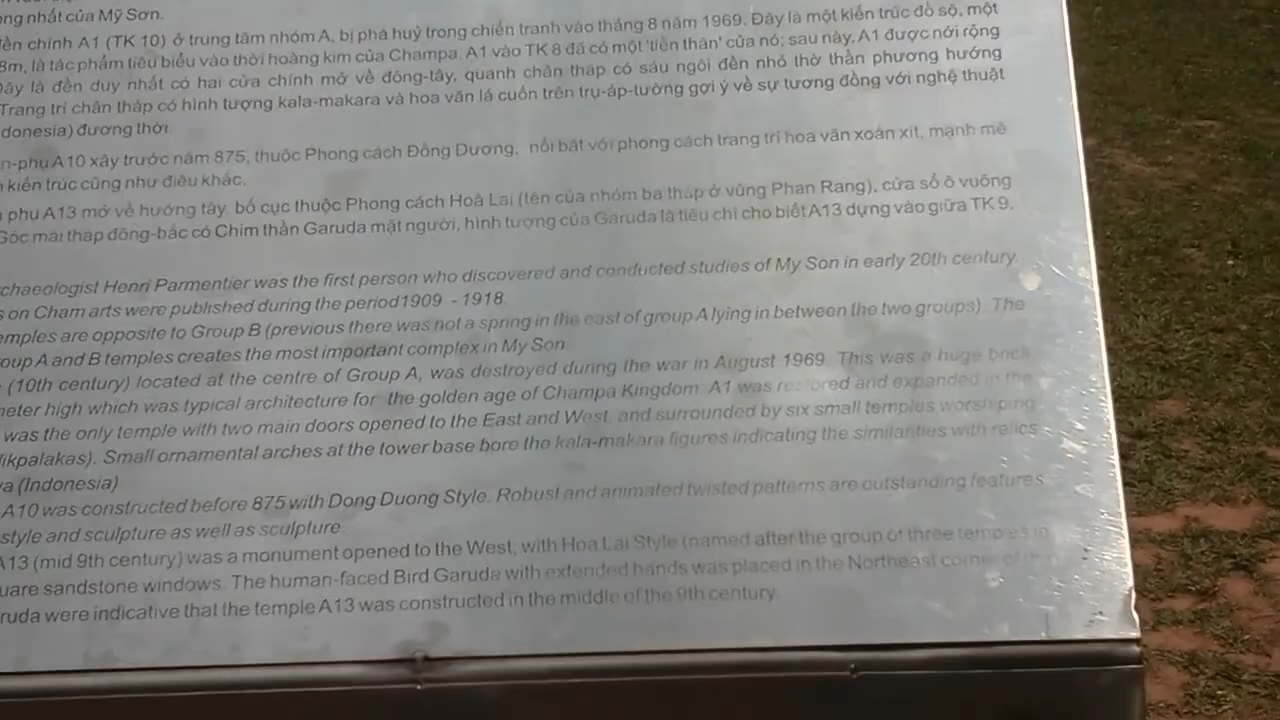 ng nhất của Mỹ Sơn.
ền chính A1 (TK 10) ở trung tâm nhóm A, bị phá huỷ trong chiến tranh vào tháng 8 năm 1969. Đây là một kiến trúc đồ sộ, một
8m, là tác phẩm tiêu biểu vào thời hoàng kim của Champa. A1 vào TK 8 đã có một 'tiền thân' của nó; sau này, A1 được nới rộng
ây là đền duy nhất có hai cửa chính mở về đông-tây, quanh chân tháp có sáu ngôi đền nhỏ thờ thần phương hướng
Trang trí chân tháp có hình tượng kala-makara và hoa văn lá cuốn trên trụ-áp-tường gợi ý về sự tương đồng với nghệ thuật
donesia) đương thời
n-phụ A10 xây trước năm 875, thuộc Phong cách Đồng Dương, nổi bật với phong cách trang trí hoa văn xoắn xít, mạnh mẽ
kiến trúc cũng như điêu khắc.
phụ A13 mở về hướng tây, bố cục thuộc Phong cách Hoà Lai (tên của nhóm ba tháp ở vùng Phan Rang), cửa sổ ô vuông
Góc mái tháp đông-bắc có Chim thần Garuda mặt người, hình tượng của Garuda là tiêu chí cho biết A13 dựng vào giữa TK 9.
chaeologist Henri Parmentier was the first person who discovered and conducted studies of My Son in early 20th century.
s on Cham arts were published during the period 1909 - 1918.
emples are opposite to Group B (previous there was not a spring in the east of group A lying in between the two groups). The
oup A and B temples creates the most important complex in My Son.
(10th century) located at the centre of Group A, was destroyed during the war in August 1969. This was a huge brick
neter high which was typical architecture for the golden age of Champa Kingdom. A1 was restored and expanded in the
was the only temple with two main doors opened to the East and West, and surrounded by six small temples worshiping
ikpalakas). Small ornamental arches at the tower base bore the kala-makara figures indicating the similarities with relics
va (Indonesia)
A10 was constructed before 875 with Dong Duong Style. Robust and animated twisted patterns are outstanding features
style and sculpture as well as sculpture.
A13 (mid 9th century) was a monument opened to the West, with Hoa Lai Style (named after the group of three temples in
uare sandstone windows. The human-faced Bird Garuda with extended hands was placed in the Northeast corner of
ruda were indicative that the temple A13 was constructed in the middle of the 9th century.